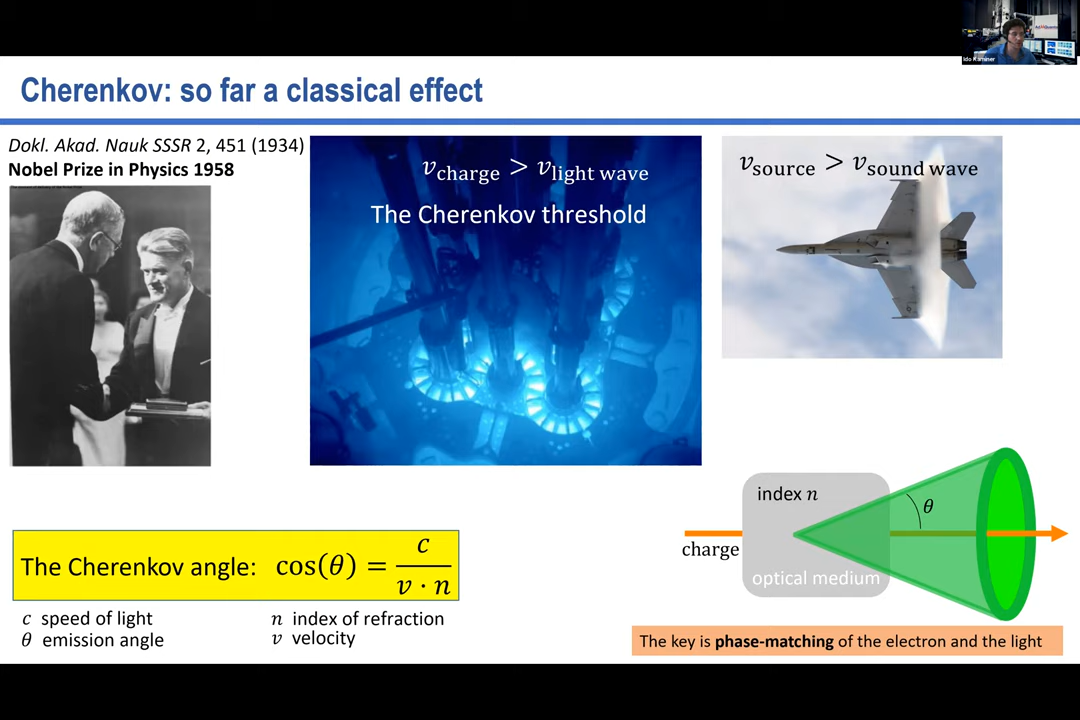 Cherenkov: so far a classical effect
Dokl. Akad. Nauk SSSR 2, 451 (1934)
Nobel Prize in Physics 1958
v_charge > v_light wave
The Cherenkov threshold
v_source > v_sound wave
index n
θ
charge
optical medium
The Cherenkov angle: cos(θ) = c / (v · n)
c speed of light
n index of refraction
θ emission angle
v velocity
The key is phase-matching of the electron and the light
Ido Kaminer